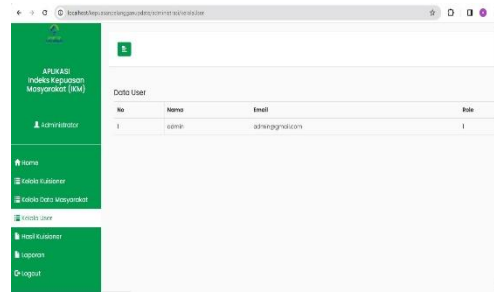 APLIKASI
Indeks Kepuasan
Masyarakat (IKM)
Administrator
Home
Kelola Kuisioner
Kelola Data Masyarakat
Kelola User
Hasil Kuisioner
Laporan
Logout
Data User
No Nama Email Role
1 admin admin@gmail.com 1